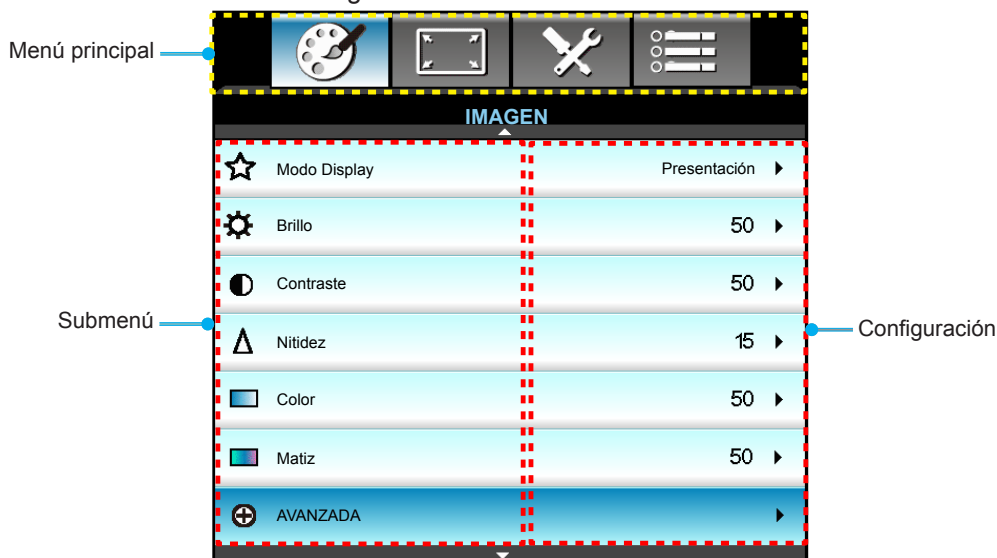 Menú principal
IMAGEN
Modo Display Presentación
Brillo 50
Contraste 50
Submenú
Nitidez 15
Configuración
Color 50
Matiz 50
AVANZADA